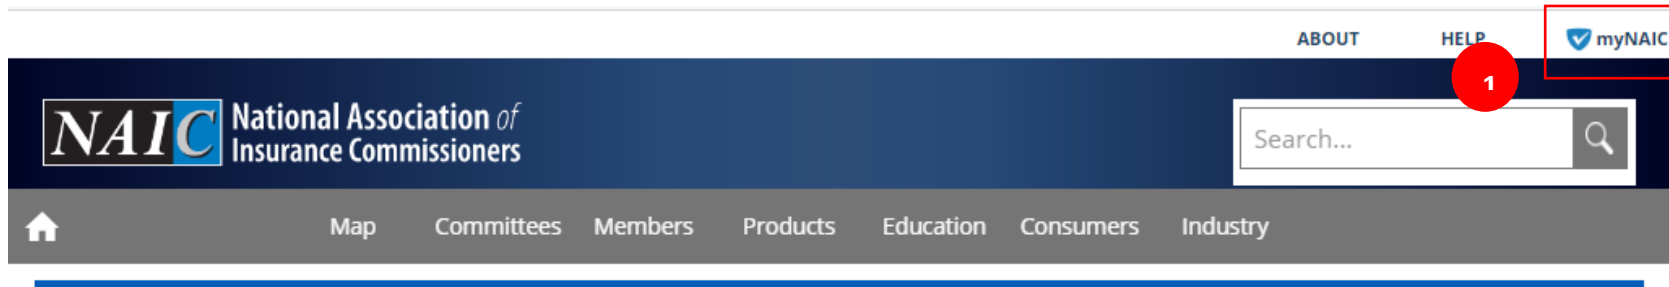 ABOUT HELP myNAIC
1
NAIC National Association of
Insurance Commissioners
Search...
Map Committees Members Products Education Consumers Industry